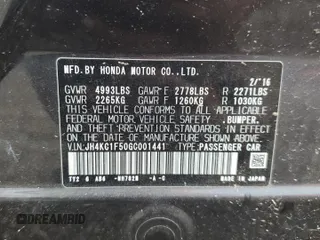 MFD.BY HONDA MOTOR CO.,LTD. 2/'16
GVWR 4993LBS GAWR F 2778LBS R 2271LBS
GVWR 2265KG GAWR F 1260KG R 1030KG
THIS VEHICLE CONFORMS TO ALL APPLICABLE
FEDERAL MOTOR VEHICLE SAFETY, BUMPER,
AND THEFT PREVENTION STANDARDS IN EFFECT ON
THE DATE OF MANUFACTURE SHOWN ABOVE.
V.I.N:JH4KC1F50GC001441 TYPE:PASSENGER CAR
TY2 -A-C MADE IN JAPAN